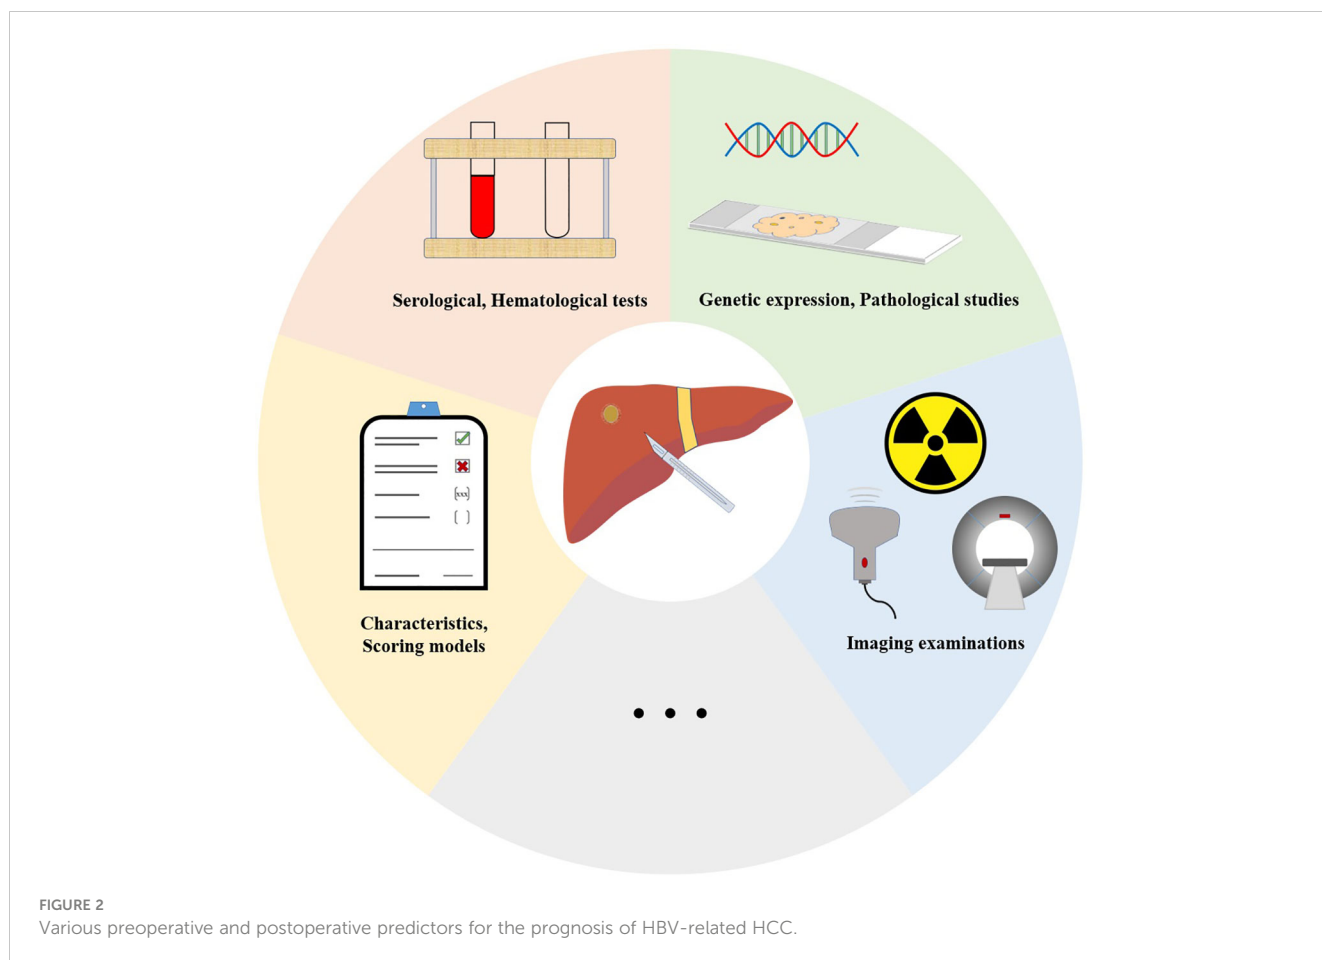 Serological, Hematological tests
Genetic expression, Pathological studies
[xxx]
[ ]
Characteristics,
Scoring models
Imaging examinations
• • •
FIGURE 2
Various preoperative and postoperative predictors for the prognosis of HBV-related HCC.